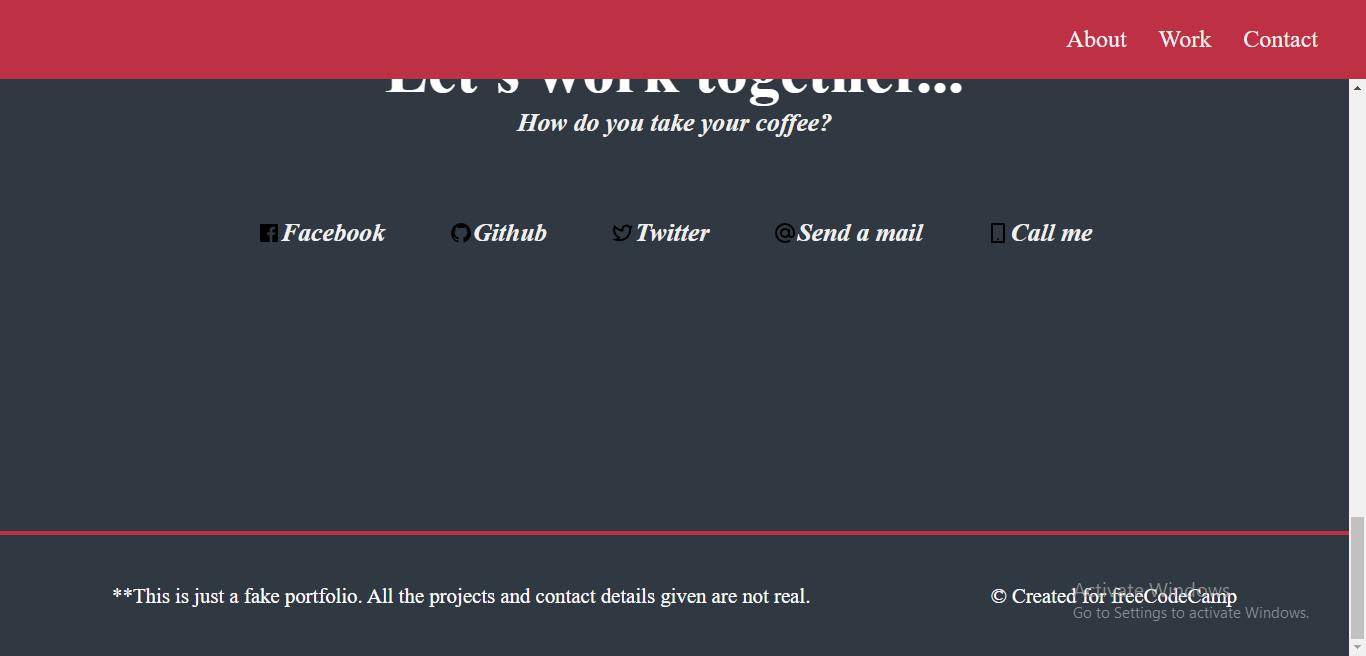 About Work Contact
Let's work together...
How do you take your coffee?
Facebook Github Twitter Send a mail Call me
**This is just a fake portfolio. All the projects and contact details given are not real.
© Created for freeCodeCamp
Activate Windows
Go to Settings to activate Windows.